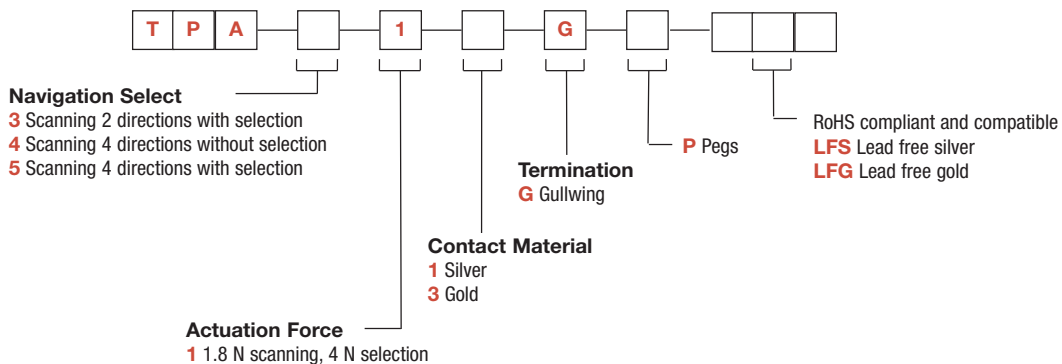 T P A 1 G
Navigation Select
3 Scanning 2 directions with selection
4 Scanning 4 directions without selection
5 Scanning 4 directions with selection
Actuation Force
1 1.8 N scanning, 4 N selection
Contact Material
1 Silver
3 Gold
Termination
G Gullwing
P Pegs
RoHS compliant and compatible
LFS Lead free silver
LFG Lead free gold